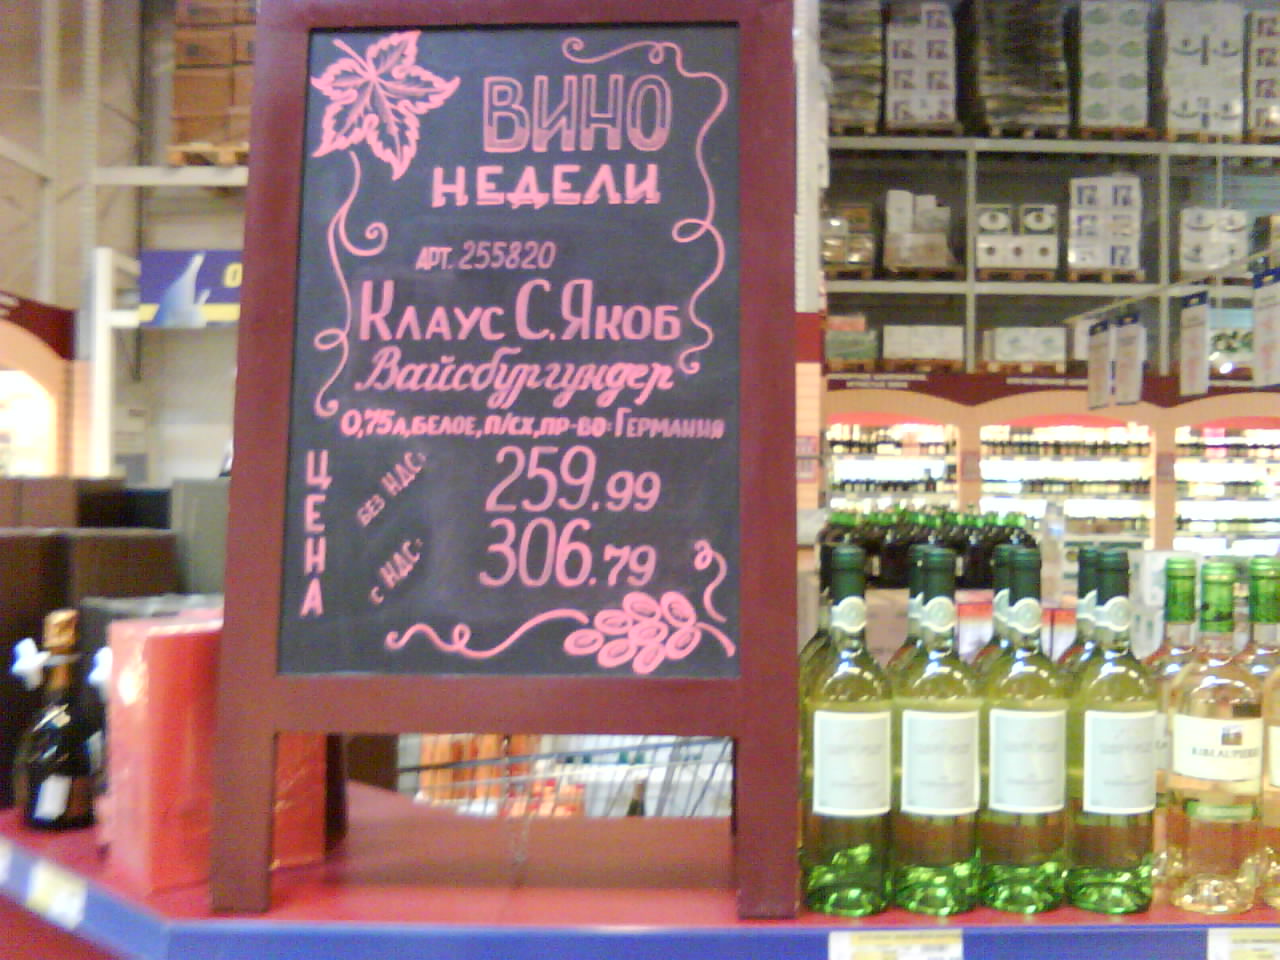 ВИНО
НЕДЕЛИ
АРТ. 255820
КЛАУС С. ЯКОБ
Вайсбургундер
0,75Л, БЕЛОЕ, П/СХ, ПР-ВО: ГЕРМАНИЯ
ЦЕНА
БЕЗ НДС: 259.99
С НДС: 306.79